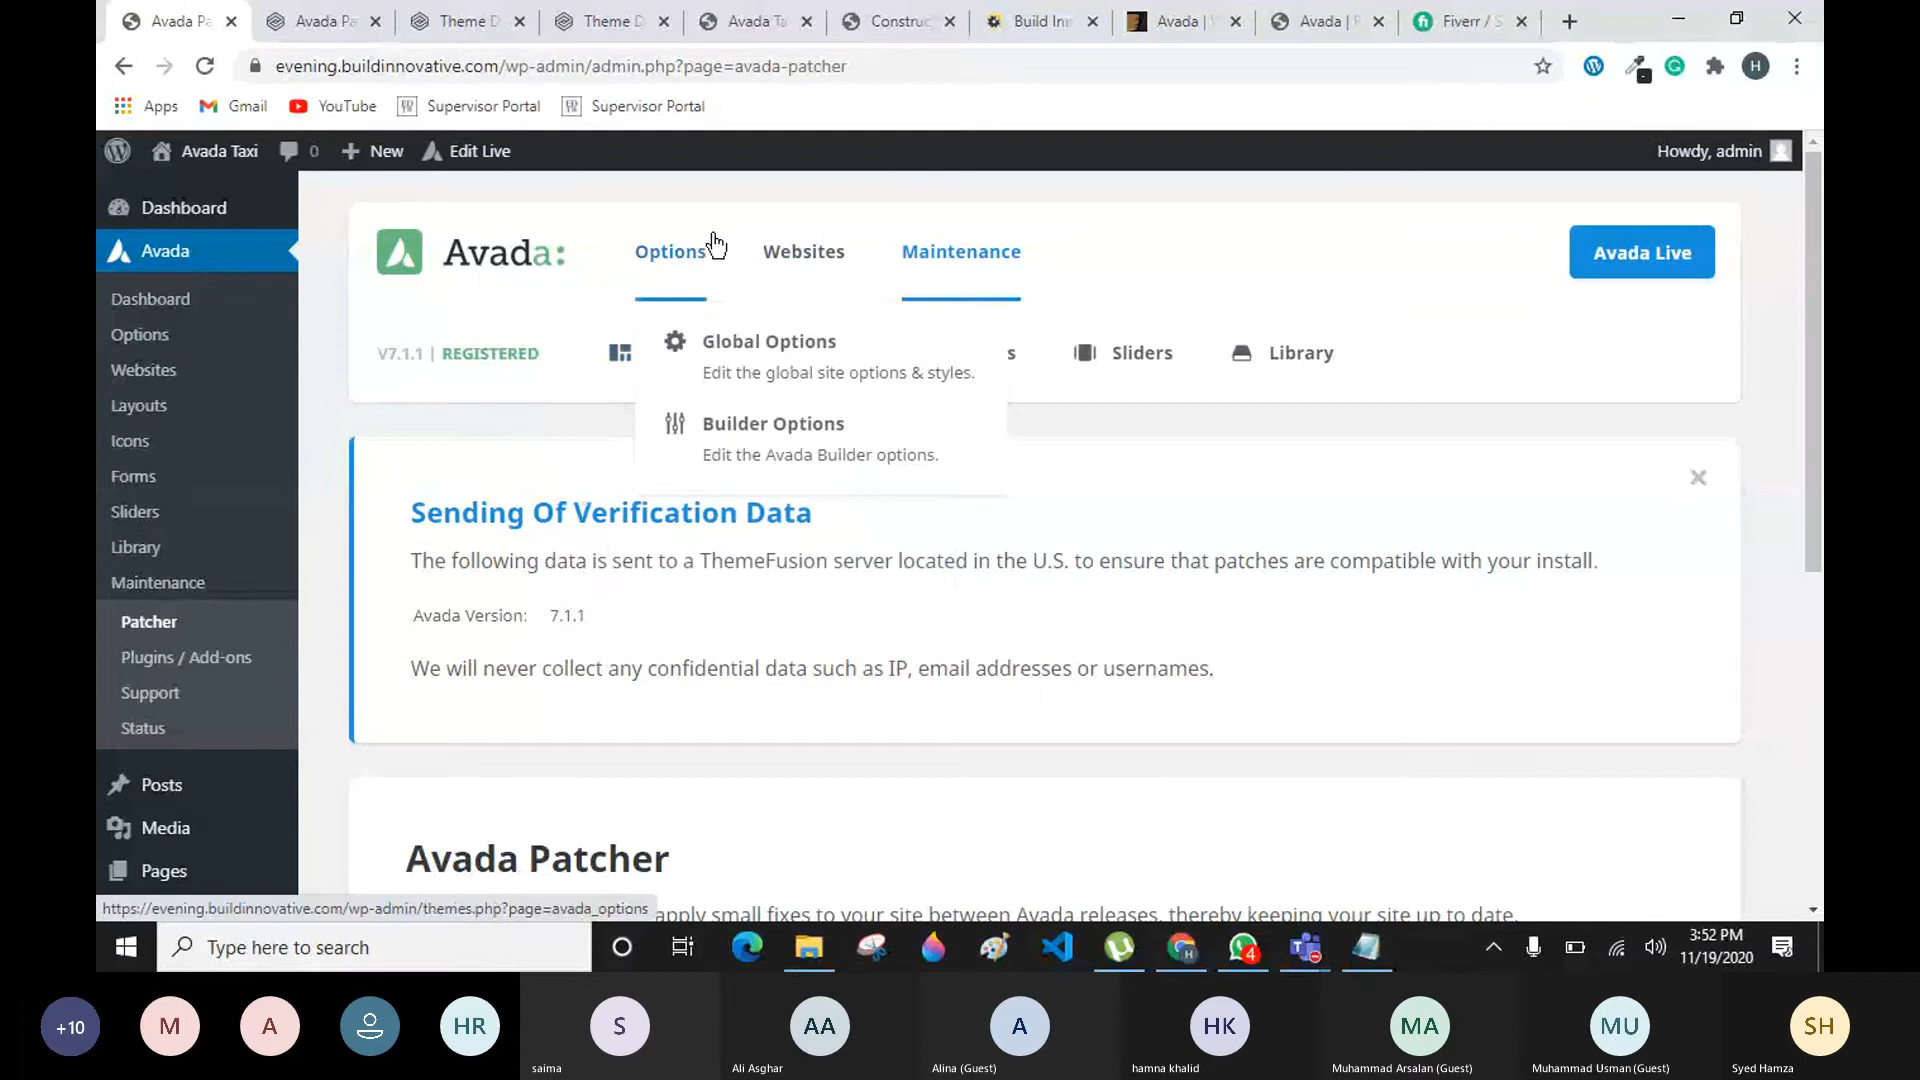 Avada Pa
Avada Pa
Theme D
Theme D
Avada Ta
Construc
Build Inn
Avada |
Avada |
Fiverr / S
evening.buildinnovative.com/wp-admin/admin.php?page=avada-patcher
H
Apps
Gmail
YouTube
Supervisor Portal
Supervisor Portal
Avada Taxi
0
New
Edit Live
Howdy, admin
Dashboard
Avada
Dashboard
Options
Websites
Layouts
Icons
Forms
Sliders
Library
Maintenance
Patcher
Plugins / Add-ons
Support
Status
Posts
Media
Pages
Avada:
Options
Websites
Maintenance
Avada Live
V7.1.1 | REGISTERED
s
Sliders
Library
Global Options
Edit the global site options & styles.
Builder Options
Edit the Avada Builder options.
Sending Of Verification Data
The following data is sent to a ThemeFusion server located in the U.S. to ensure that patches are compatible with your install.
Avada Version: 7.1.1
We will never collect any confidential data such as IP, email addresses or usernames.
Avada Patcher
apply small fixes to your site between Avada releases, thereby keeping your site up to date.
https://evening.buildinnovative.com/wp-admin/themes.php?page=avada_options
Type here to search
4
3:52 PM
11/19/2020
+10
M
A
HR
S
AA
A
HK
MA
MU
SH
saima
Ali Asghar
Alina (Guest)
hamna khalid
Muhammad Arsalan (Guest)
Muhammad Usman (Guest)
Syed Hamza